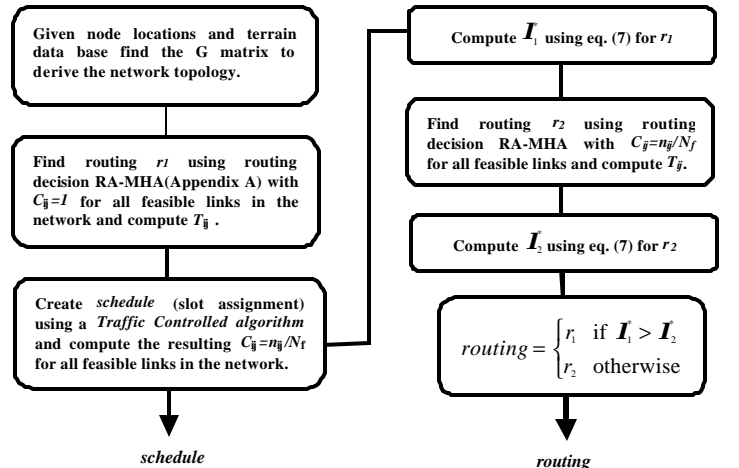 Given node locations and terrain
data base find the G matrix to
derive the network topology.
Find routing r1 using routing
decision RA-MHA(Appendix A) with
Cij=1 for all feasible links in the
network and compute Tij .
Create schedule (slot assignment)
using a Traffic Controlled algorithm
and compute the resulting Cij=nij/Nf
for all feasible links in the network.
schedule
Compute I*1 using eq. (7) for r1
Find routing r2 using routing
decision RA-MHA with Cij=nij/Nf
for all feasible links and compute Tij.
Compute I*2 using eq. (7) for r2
routing = { r1 if I*1 > I*2
r2 otherwise
routing